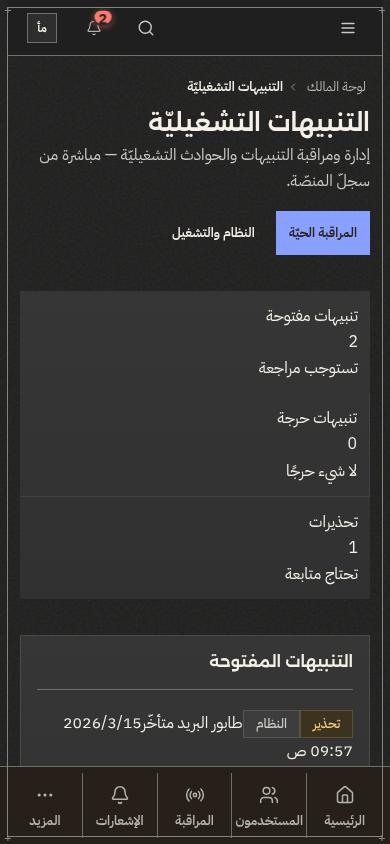 2
مأ
لوحة المالك › التنبيهات التشغيليّة
التنبيهات التشغيليّة
إدارة ومراقبة التنبيهات والحوادث التشغيليّة — مباشرة من
سجلّ المنصّة.
المراقبة الحيّة
النظام والتشغيل
تنبيهات مفتوحة
2
تستوجب مراجعة
تنبيهات حرجة
0
لا شيء حرجًا
تحذيرات
1
تحتاج متابعة
التنبيهات المفتوحة
تحذير النظام طابور البريد متأخّر 2026/3/15
09:57 ص
الرئيسية
المستخدمون
المراقبة
الإشعارات
المزيد